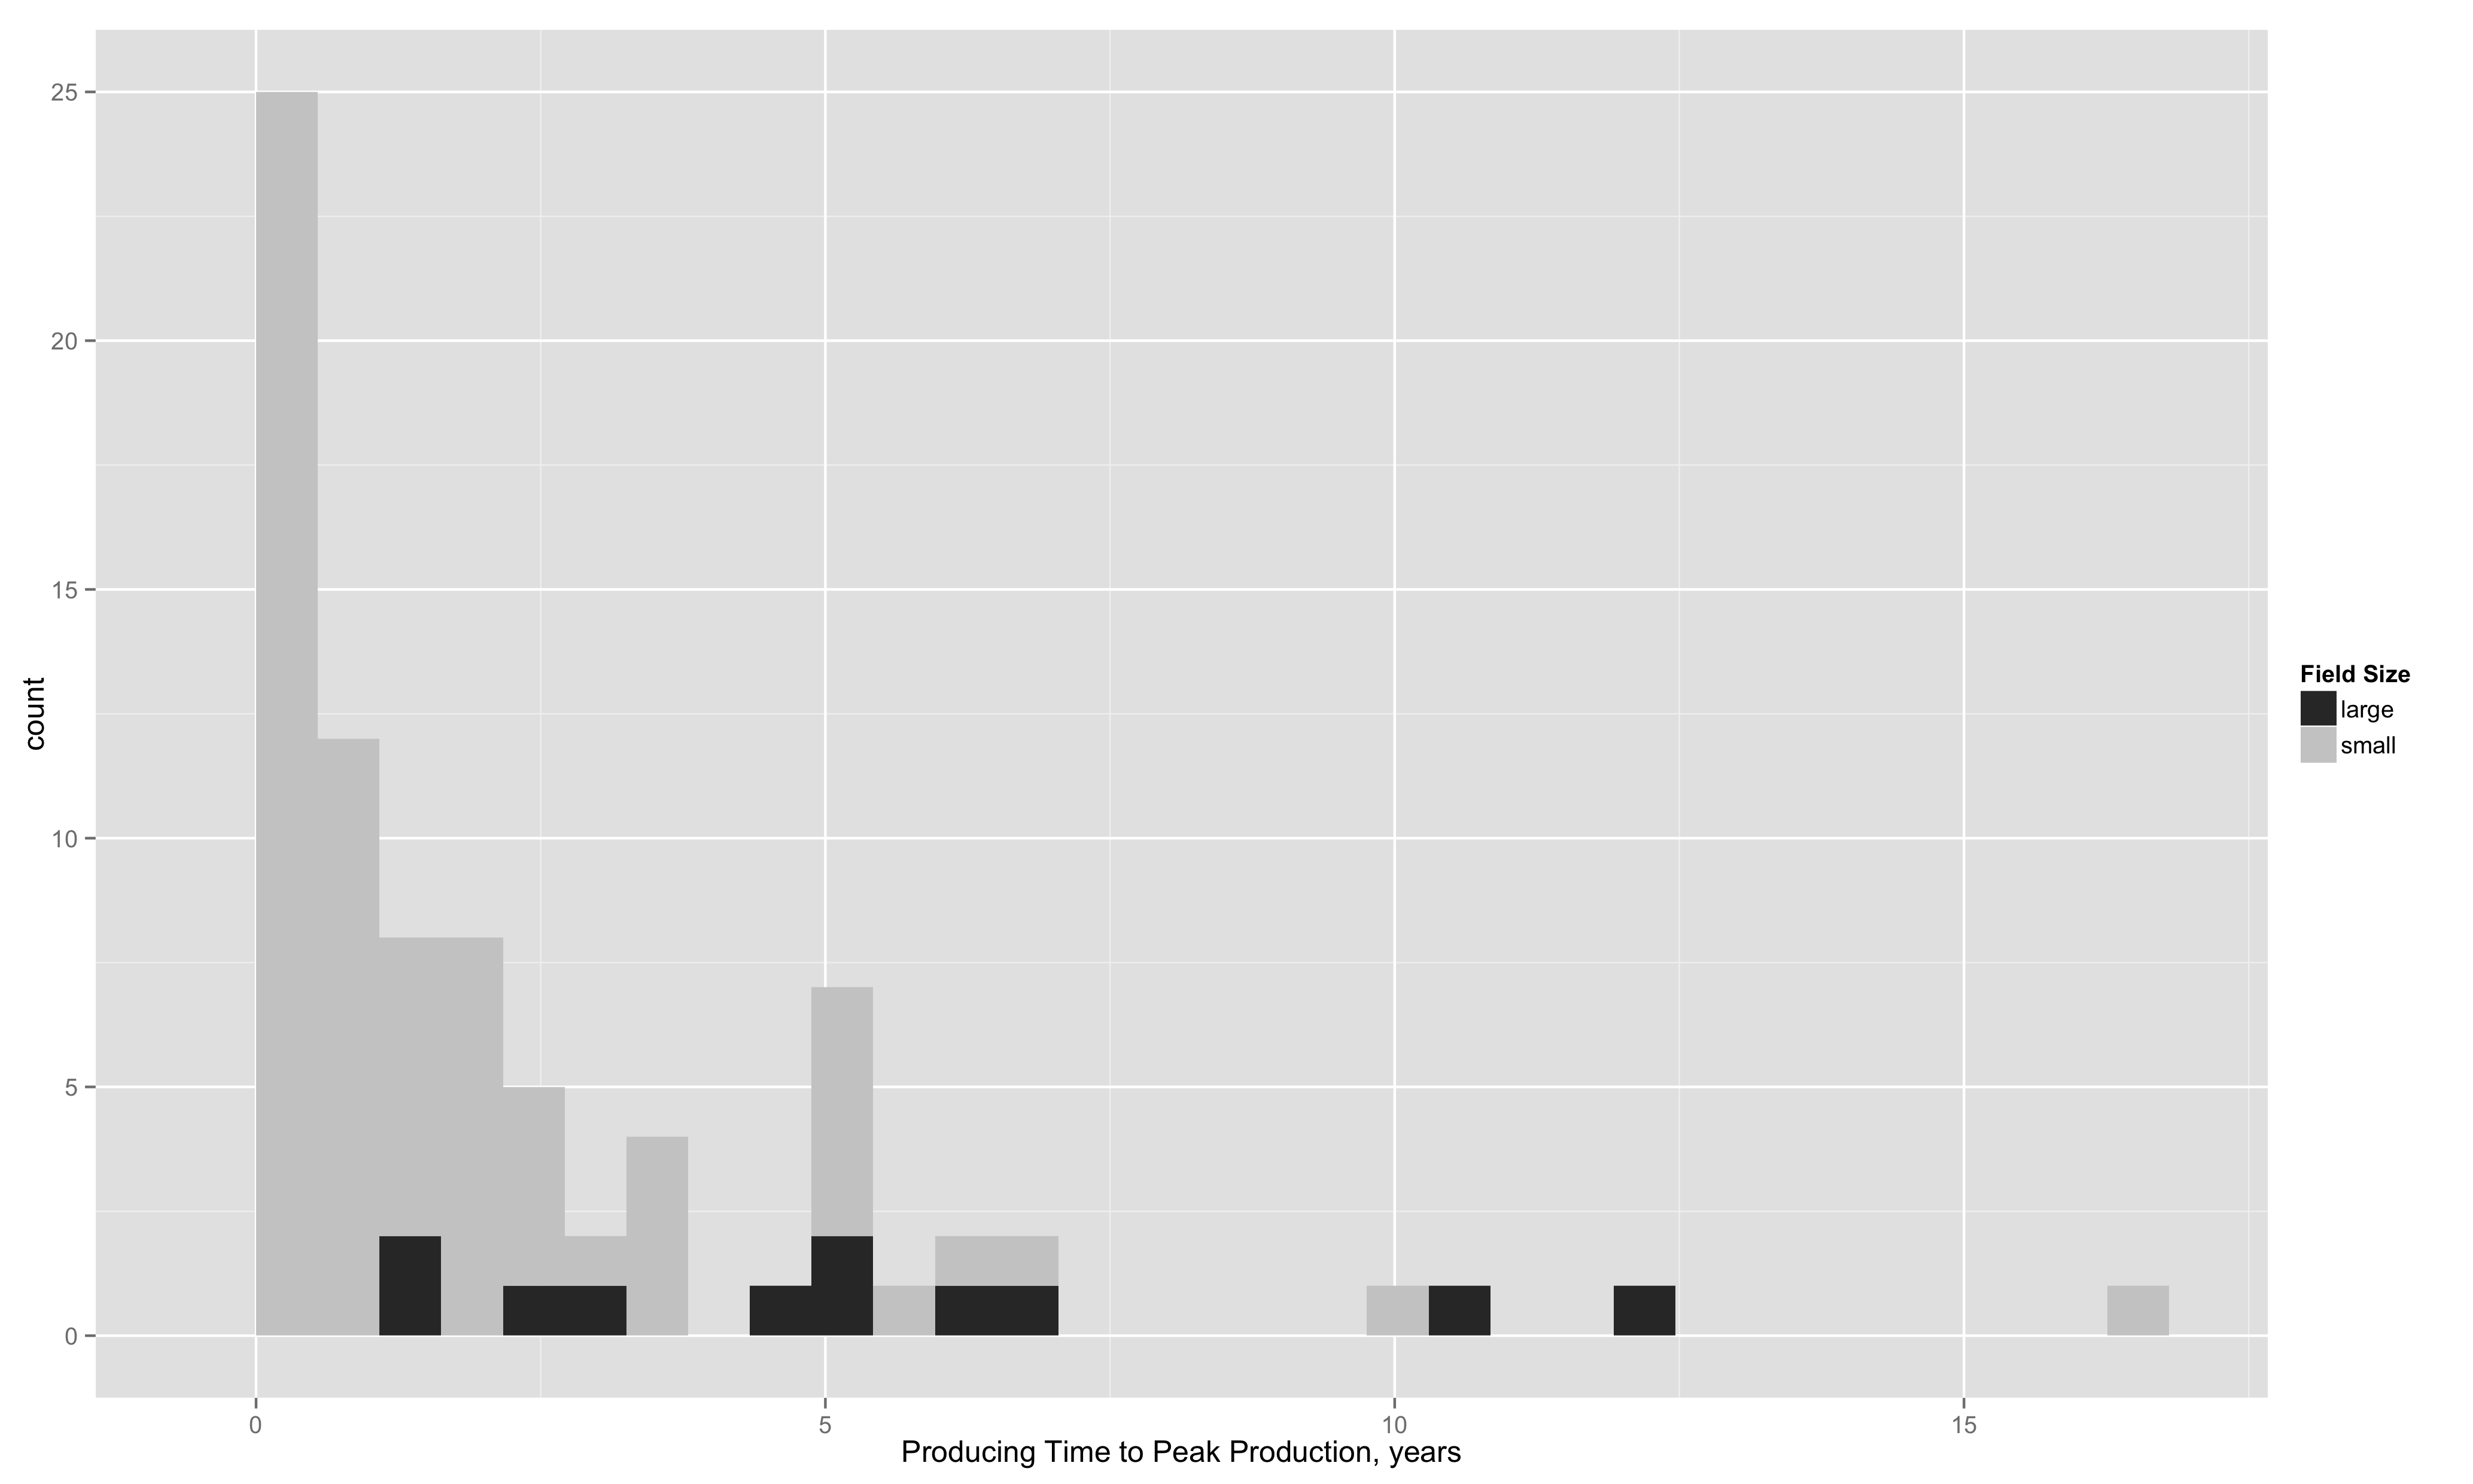 25
20
15
10
5
0
count
0 5 10 15
Producing Time to Peak Production, years
Field Size
large
small